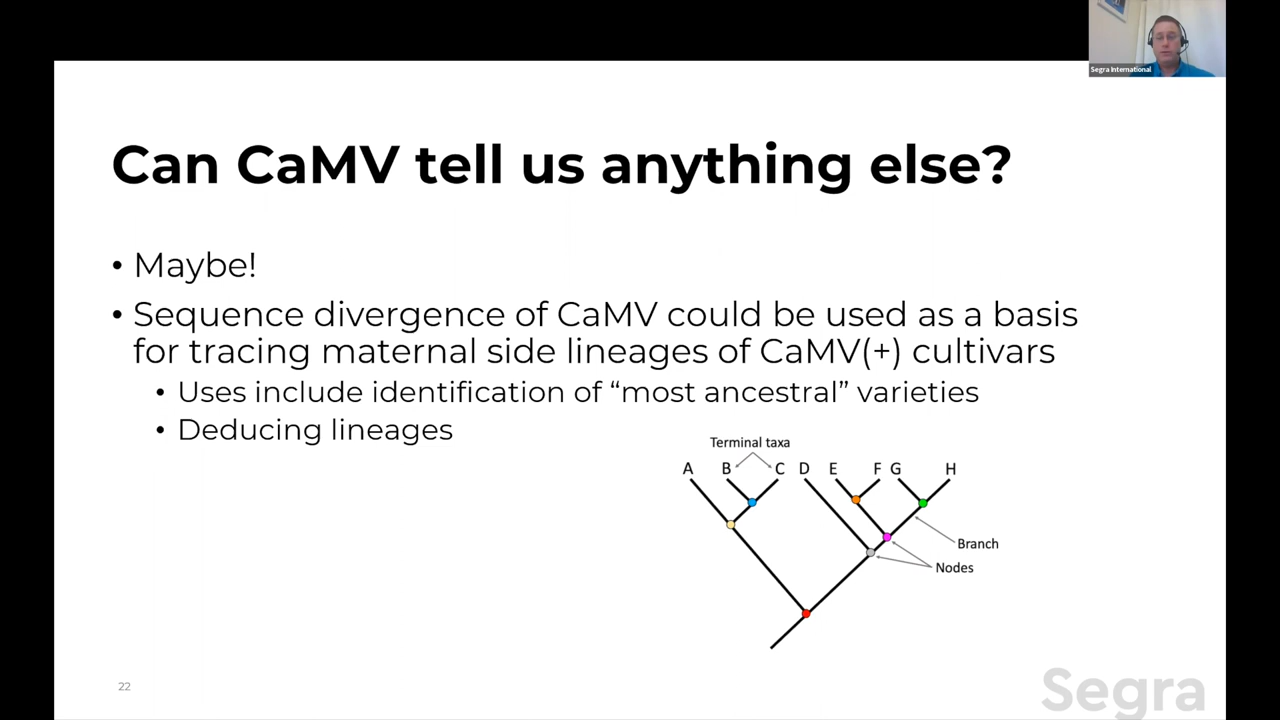 Segra International
Can CaMV tell us anything else?
• Maybe!
• Sequence divergence of CaMV could be used as a basis
for tracing maternal side lineages of CaMV(+) cultivars
• Uses include identification of “most ancestral” varieties
• Deducing lineages
Terminal taxa
A B C D E F G H
Branch
Nodes
22
Segra